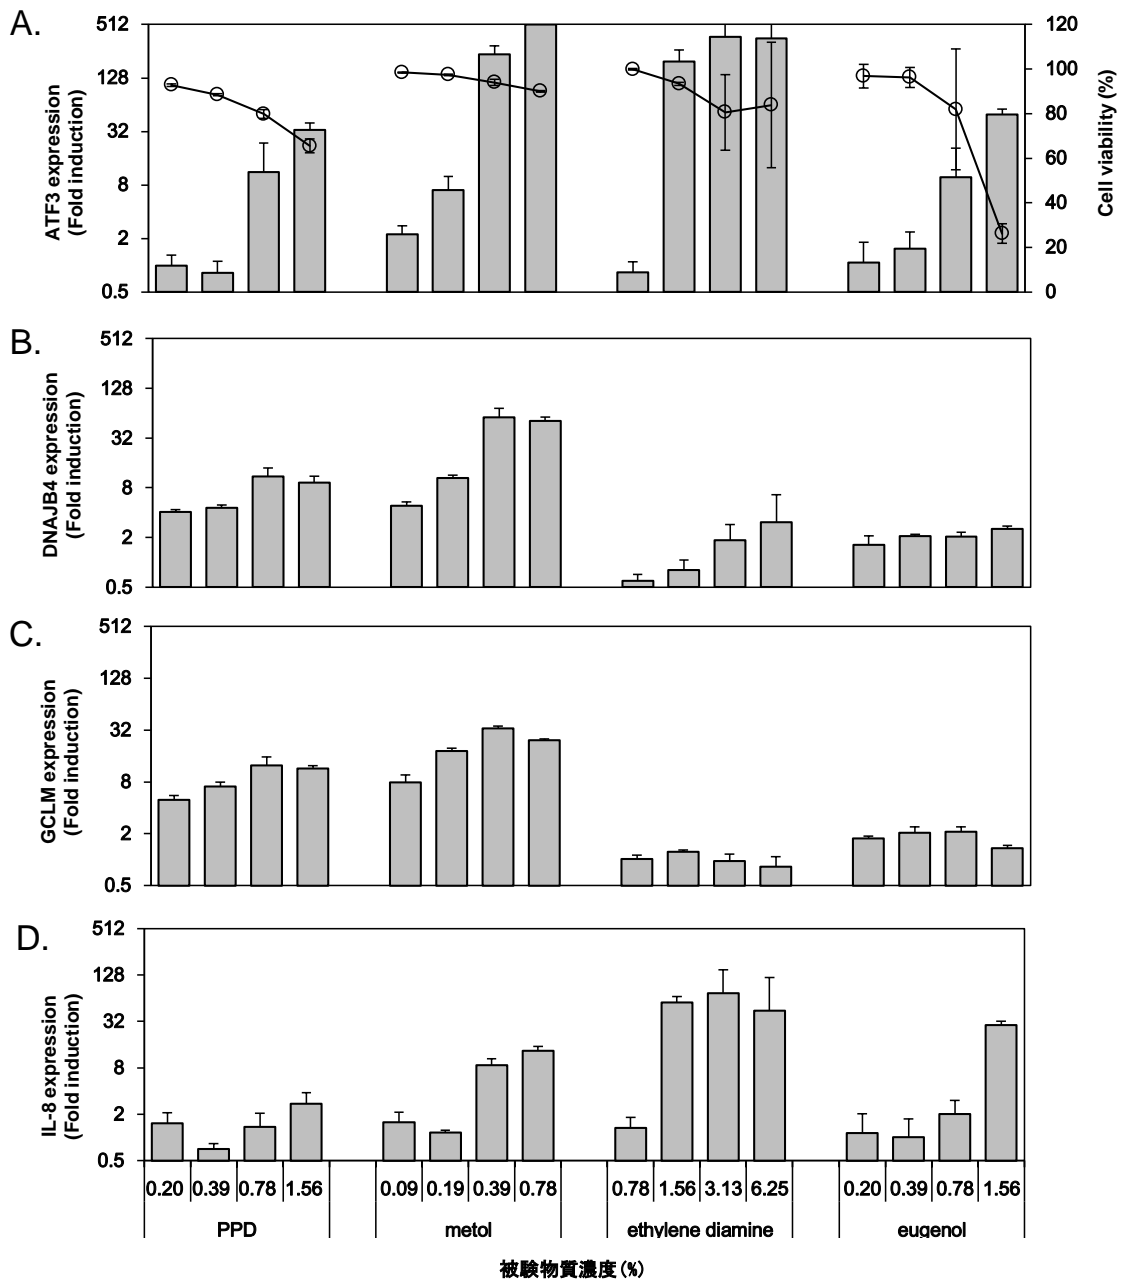 A.
ATF3 expression
(Fold induction)
512
128
32
8
2
0.5
Cell viability (%)
120
100
80
60
40
20
0
B.
DNAJB4 expression
(Fold induction)
512
128
32
8
2
0.5
C.
GCLM expression
(Fold induction)
512
128
32
8
2
0.5
D.
IL-8 expression
(Fold induction)
512
128
32
8
2
0.5
0.20 0.39 0.78 1.56 0.09 0.19 0.39 0.78 0.78 1.56 3.13 6.25 0.20 0.39 0.78 1.56
PPD metol ethylene diamine eugenol
被験物質濃度(%)